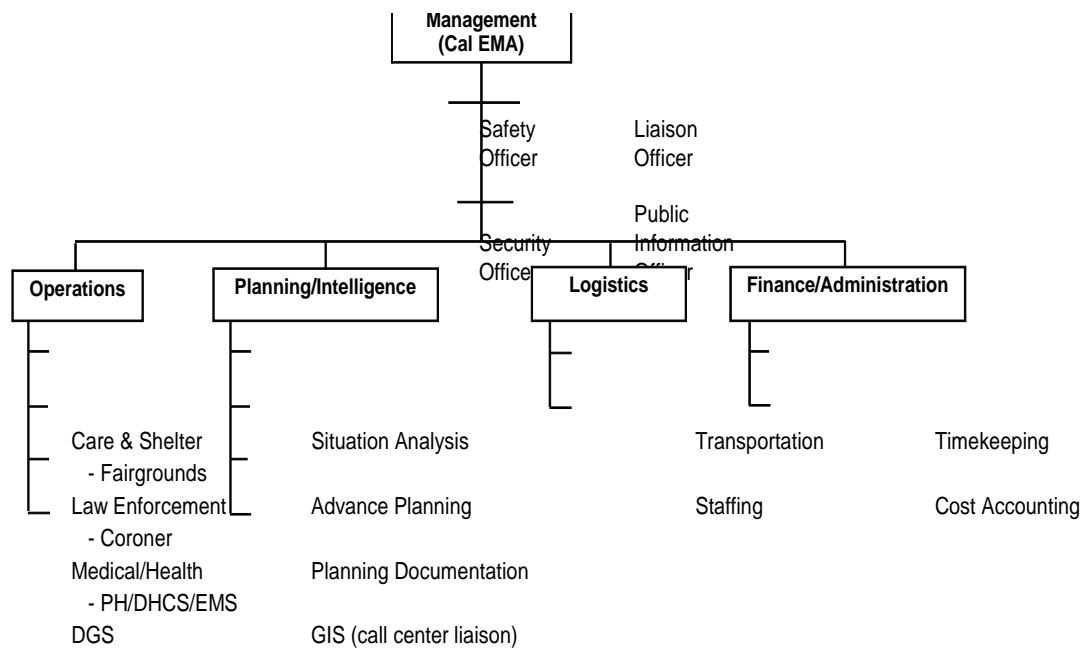 Management
(Cal EMA)
Safety
Officer
Liaison
Officer
Security
Office
Public
Information
Officer
Operations
Planning/Intelligence
Logistics
Finance/Administration
Care & Shelter
- Fairgrounds
Law Enforcement
- Coroner
Medical/Health
- PH/DHCS/EMS
DGS
Situation Analysis
Advance Planning
Planning Documentation
GIS (call center liaison)
Transportation
Staffing
Timekeeping
Cost Accounting